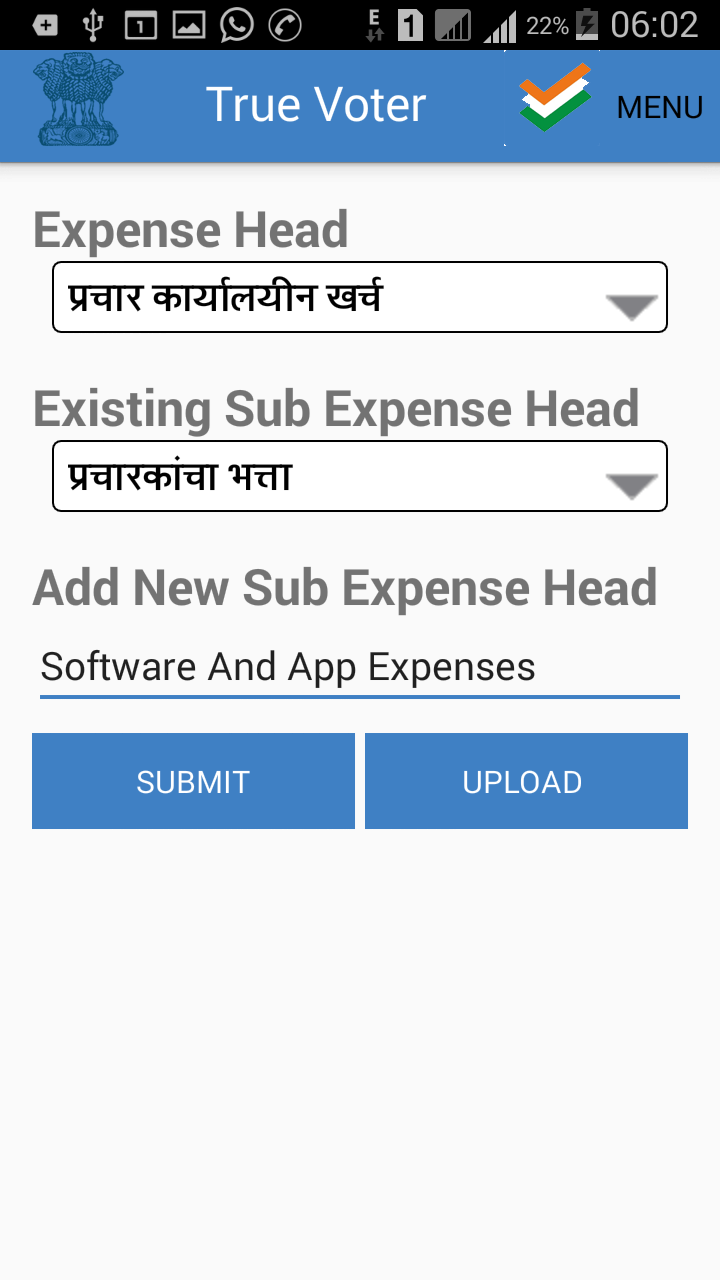 E 1 22% 06:02
True Voter MENU
Expense Head
प्रचार कार्यालयीन खर्च
Existing Sub Expense Head
प्रचारकांचा भत्ता
Add New Sub Expense Head
Software And App Expenses
SUBMIT UPLOAD